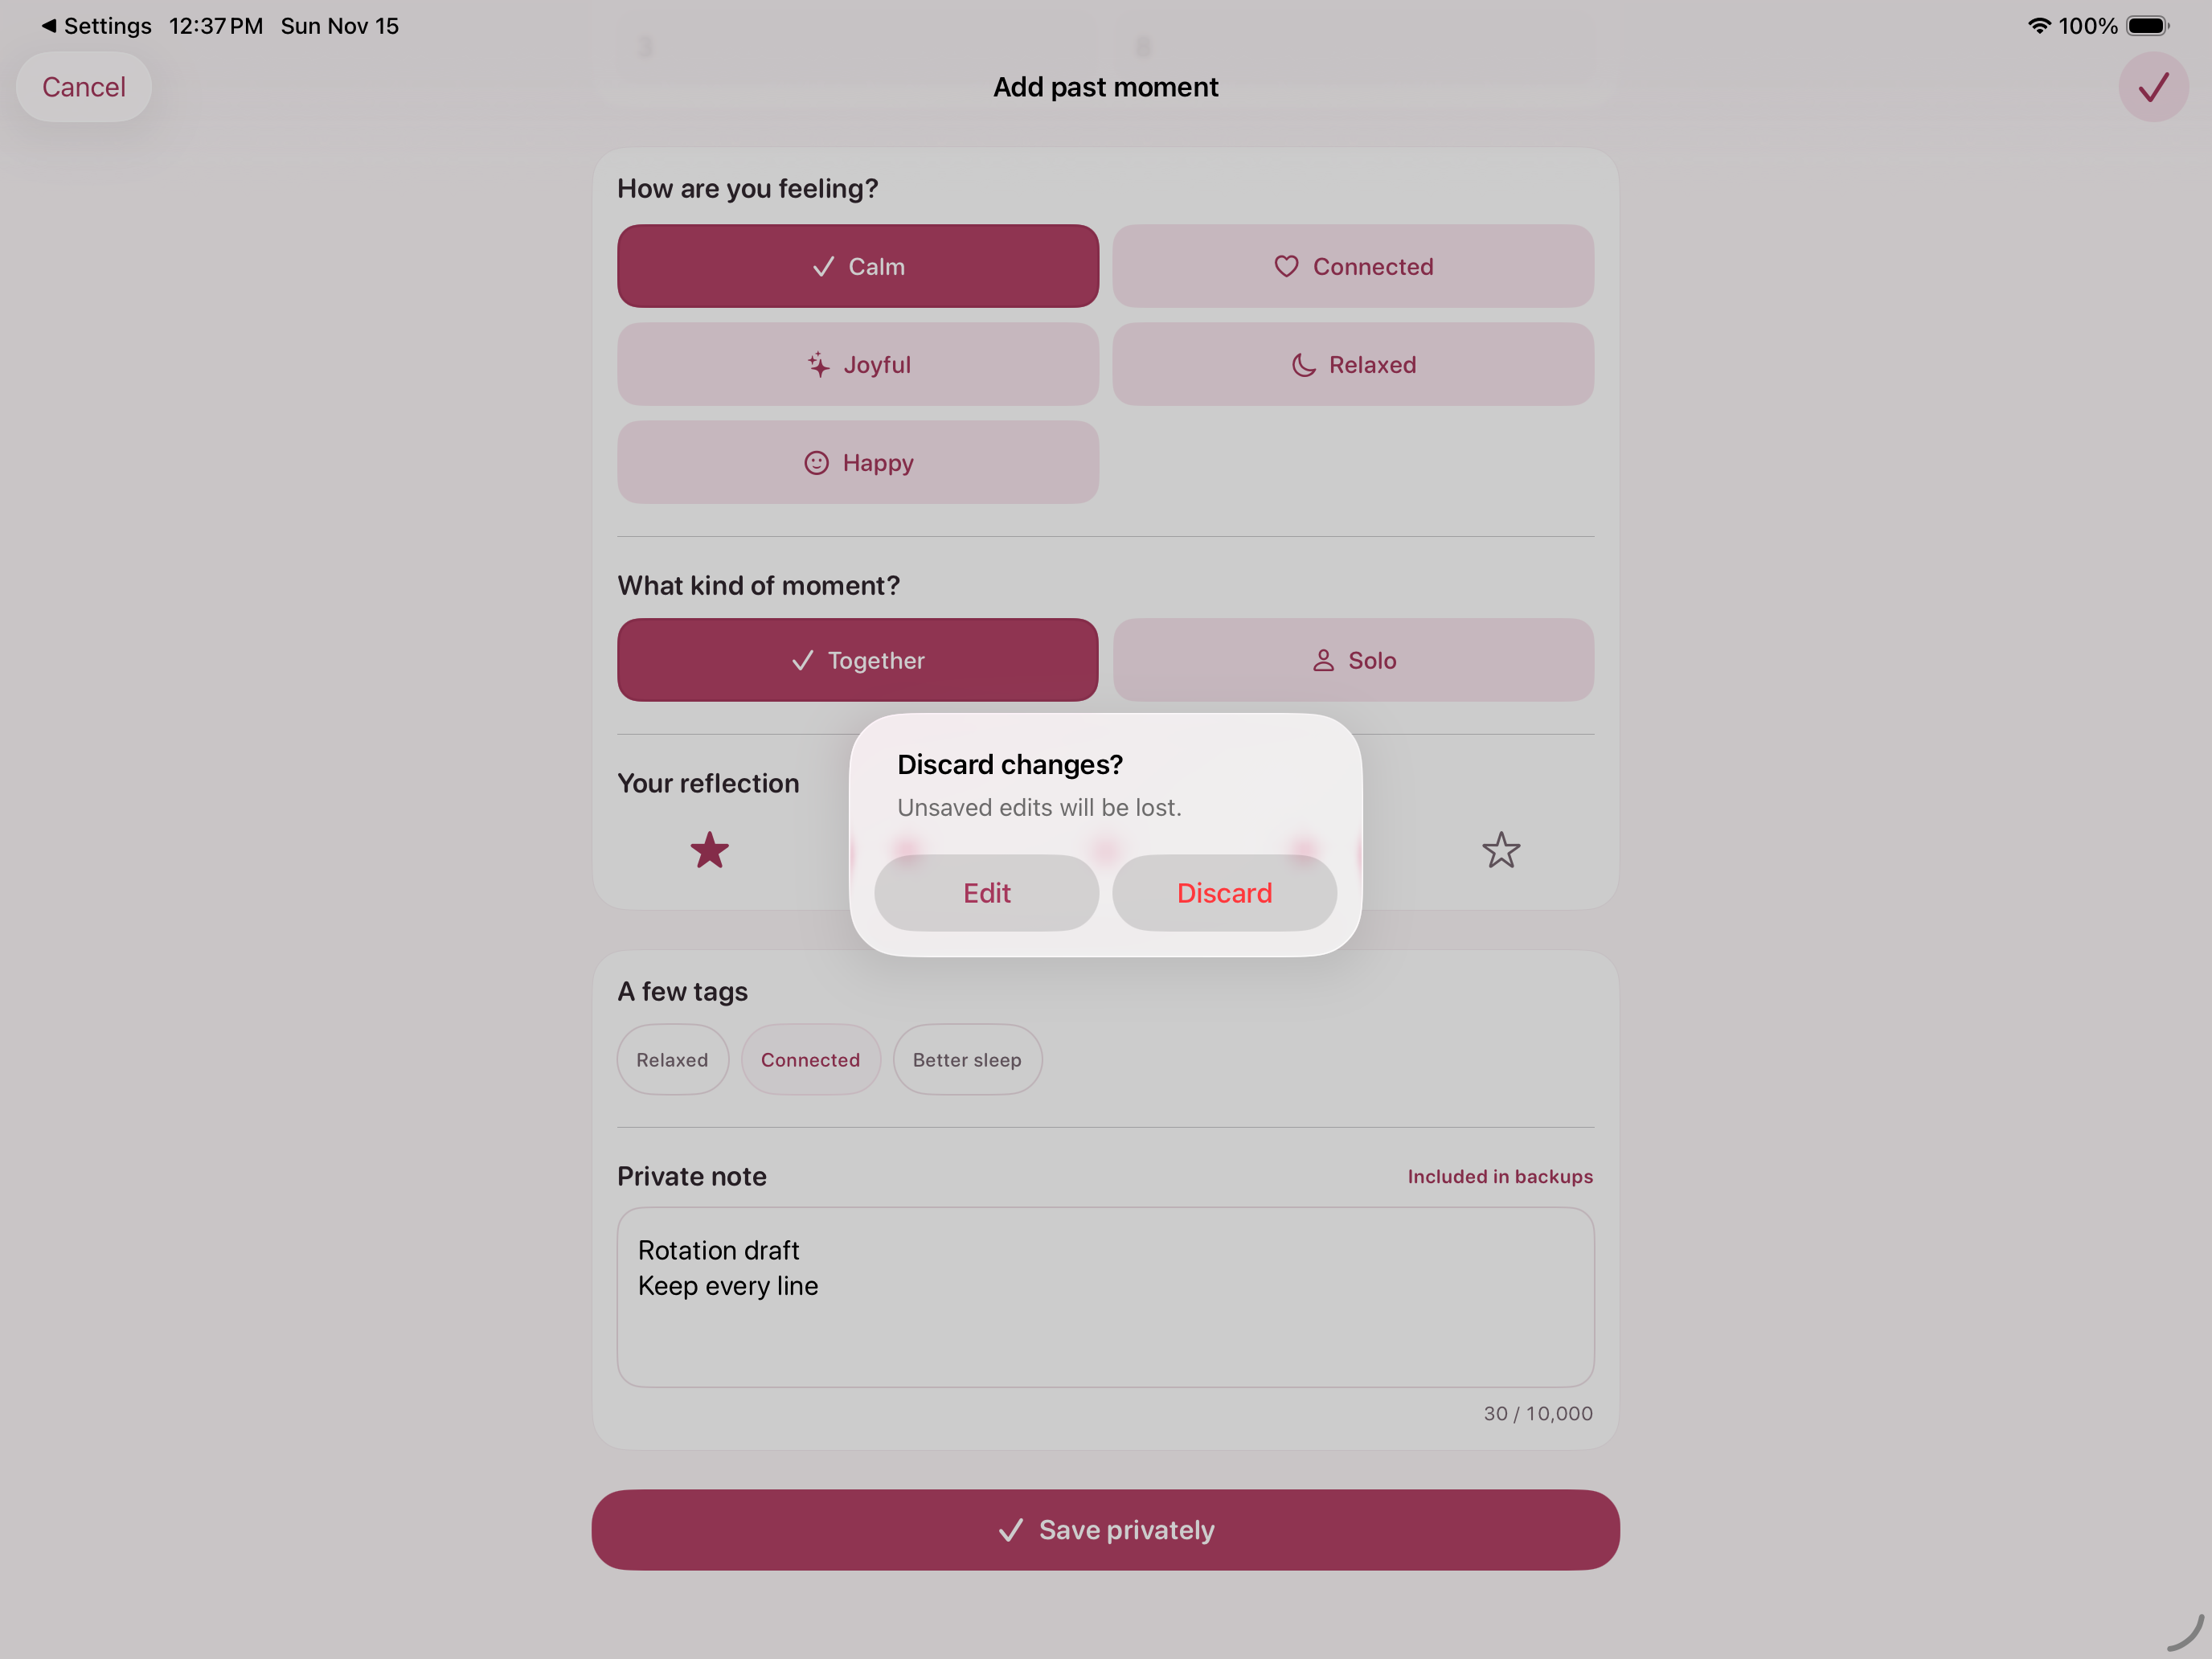 Settings 12:37 PM Sun Nov 15
100%
Cancel
Add past moment
How are you feeling?
Calm
Connected
Joyful
Relaxed
Happy
What kind of moment?
Together
Solo
Your reflection
Discard changes?
Unsaved edits will be lost.
Edit
Discard
A few tags
Relaxed
Connected
Better sleep
Private note
Included in backups
Rotation draft
Keep every line
30 / 10,000
Save privately